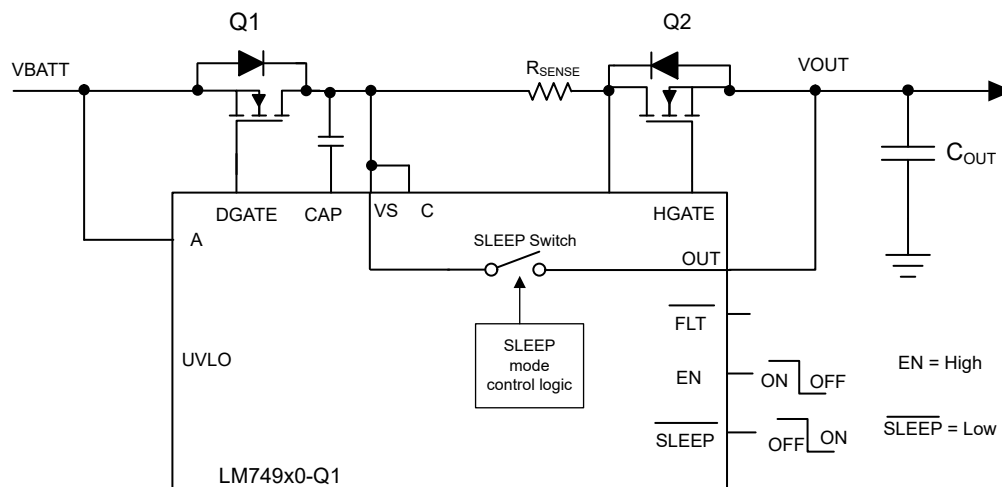 Q1
Q2
VBATT
RSENSE
VOUT
COUT
DGATE
CAP
VS
C
HGATE
A
SLEEP Switch
OUT
FLT
SLEEP
mode
control logic
UVLO
EN
ON
OFF
EN = High
SLEEP
OFF
ON
SLEEP = Low
LM749x0-Q1